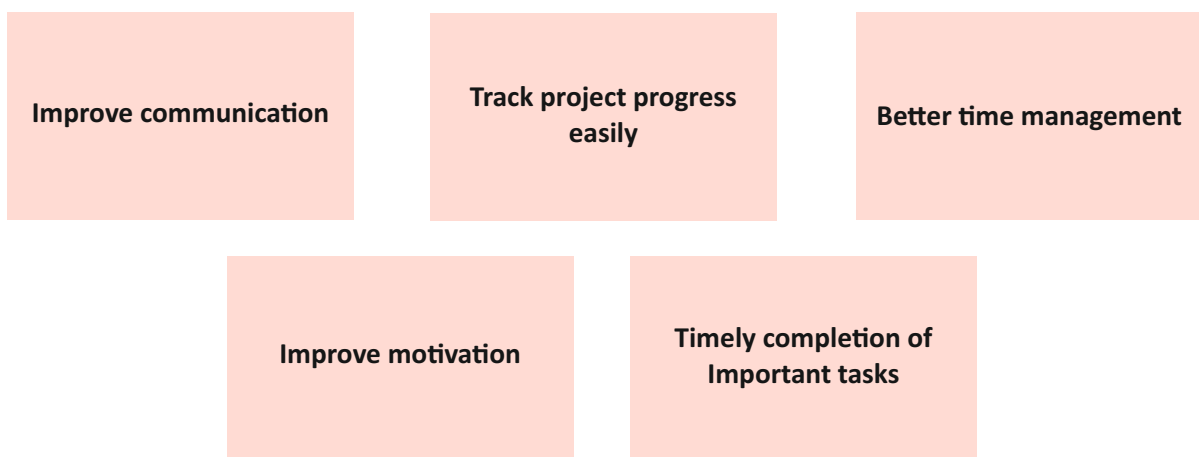 Improve communication
Track project progress
easily
Better time management
Improve motivation
Timely completion of
Important tasks